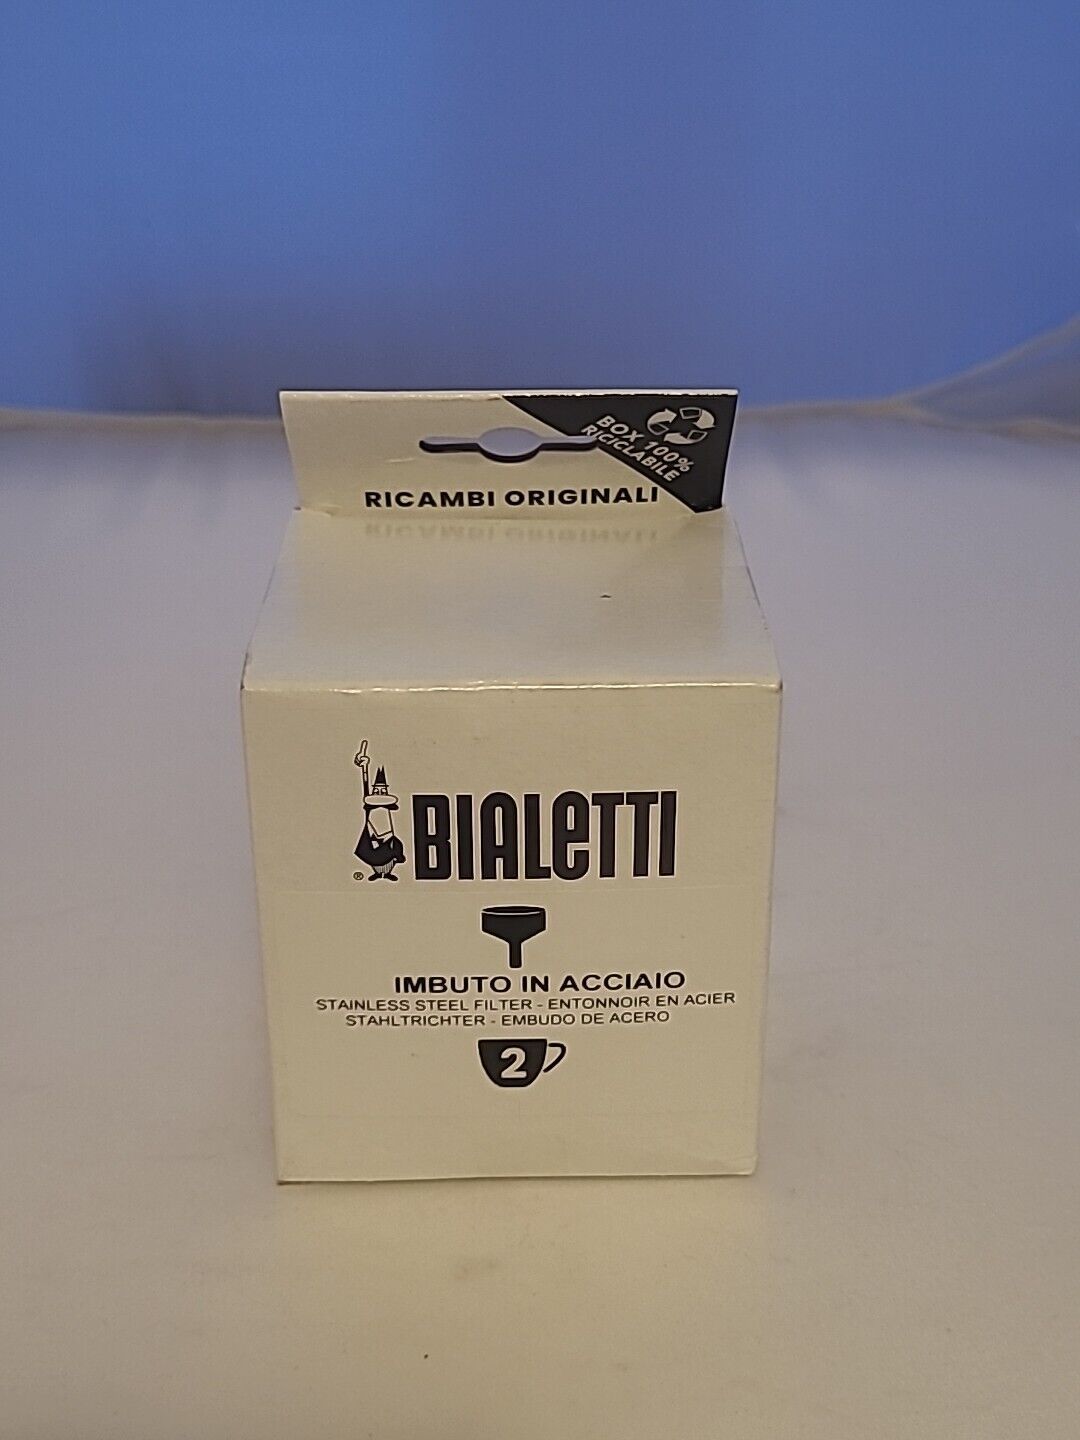 BOX 100%
RICICLABILE
RICAMBI ORIGINALI
BIALETTI
®
IMBUTO IN ACCIAIO
STAINLESS STEEL FILTER - ENTONNOIR EN ACIER
STAHLTRICHTER - EMBUDO DE ACERO
2